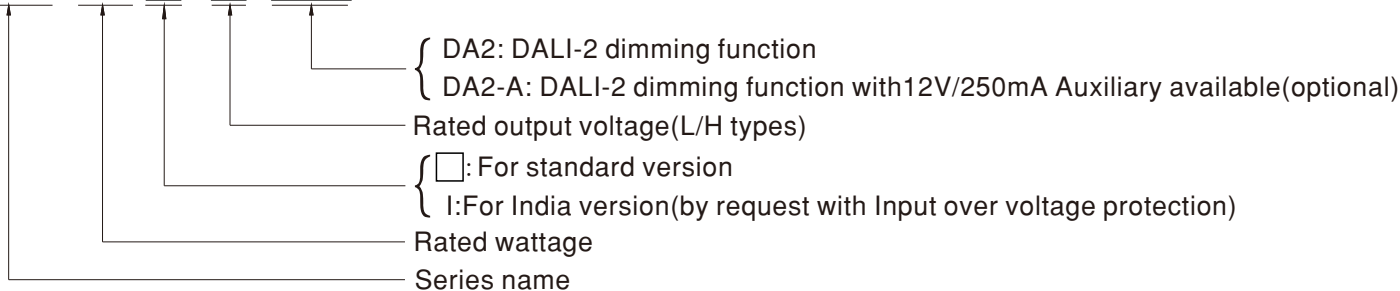 DA2: DALI-2 dimming function
DA2-A: DALI-2 dimming function with12V/250mA Auxiliary available(optional)
Rated output voltage(L/H types)
□: For standard version
I:For India version(by request with Input over voltage protection)
Rated wattage
Series name